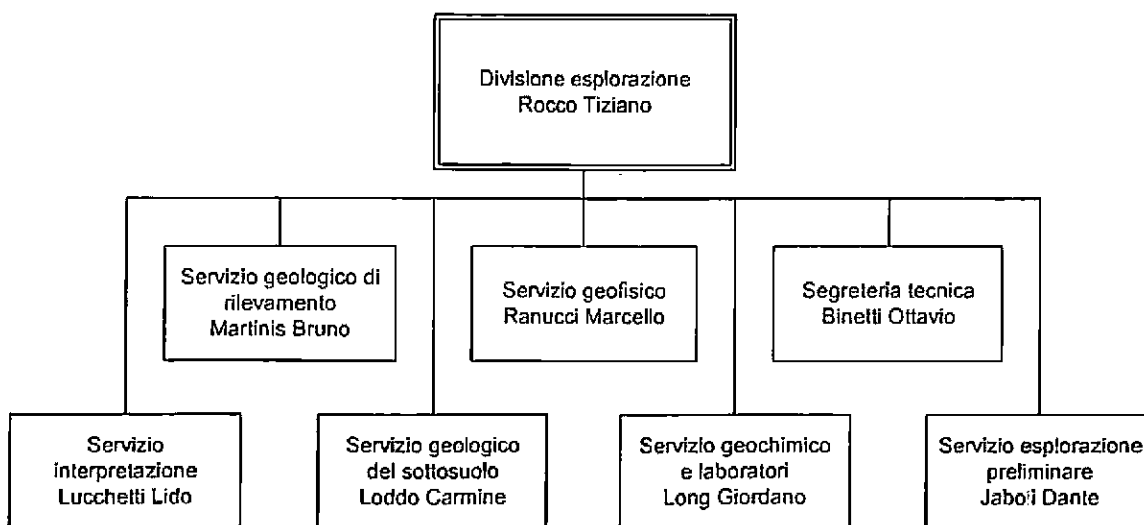 Divisione esplorazione
Rocco Tiziano
Servizio geologico di
rilevamento
Martinis Bruno
Servizio geofisico
Ranucci Marcello
Segreteria tecnica
Binetti Ottavio
Servizio
interpretazione
Lucchetti Lido
Servizio geologico
del sottosuolo
Loddo Carmine
Servizio geochimico
e laboratori
Long Giordano
Servizio esplorazione
preliminare
Jaboli Dante